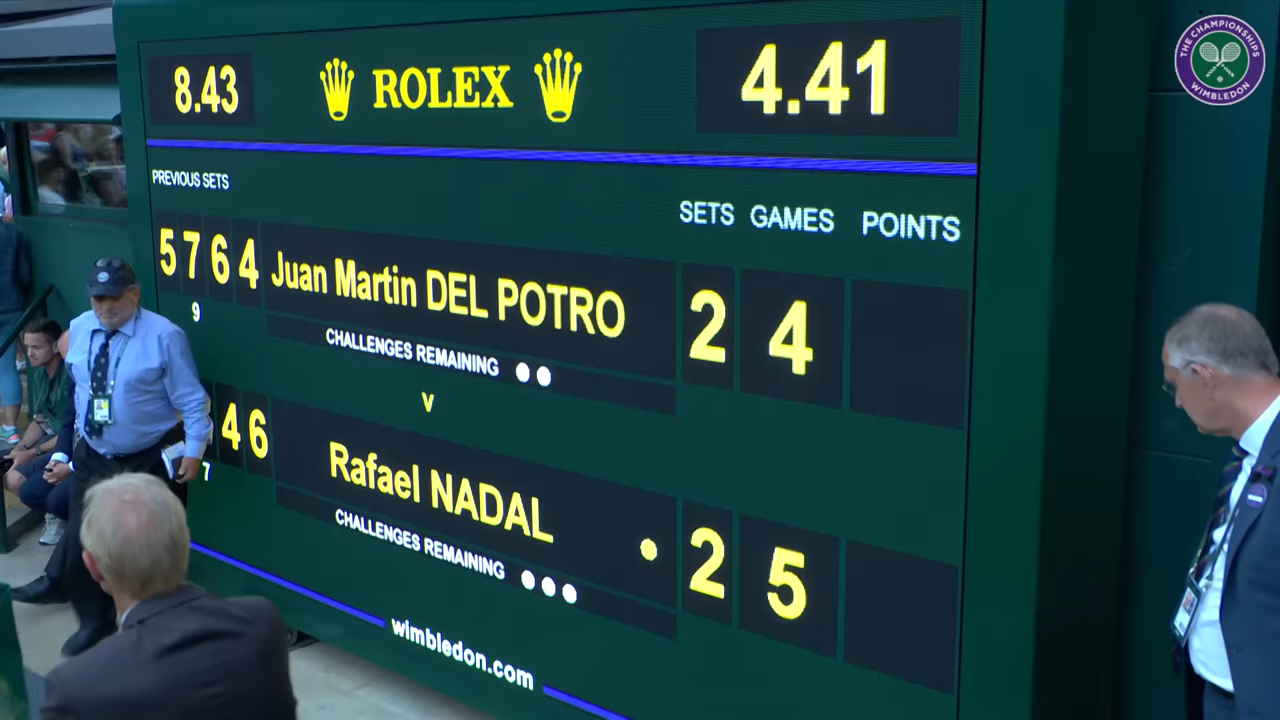 8.43 ROLEX 4.41
PREVIOUS SETS
SETS GAMES POINTS
5 7 6 4 Juan Martin DEL POTRO 2 4
9
CHALLENGES REMAINING
v
4 6 Rafael NADAL 2 5
7
CHALLENGES REMAINING
wimbledon.com
THE CHAMPIONSHIPS
WIMBLEDON